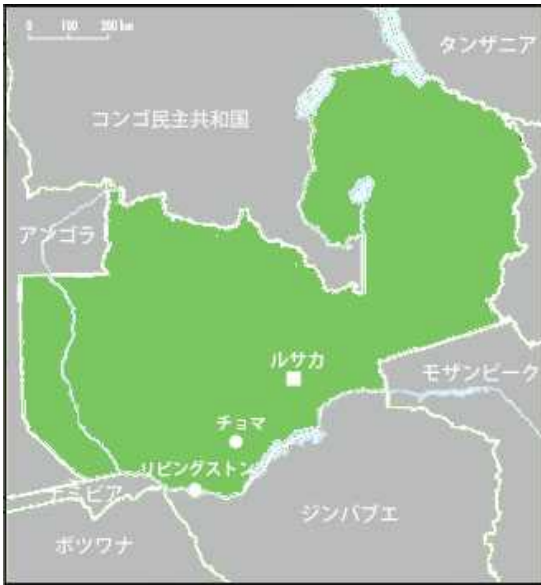 0 100 200 km
タンザニア
コンゴ民主共和国
アンゴラ
ルサカ
モザンビーク
チョマ
リビングストン
ナミビア
ジンバブエ
ボツワナ